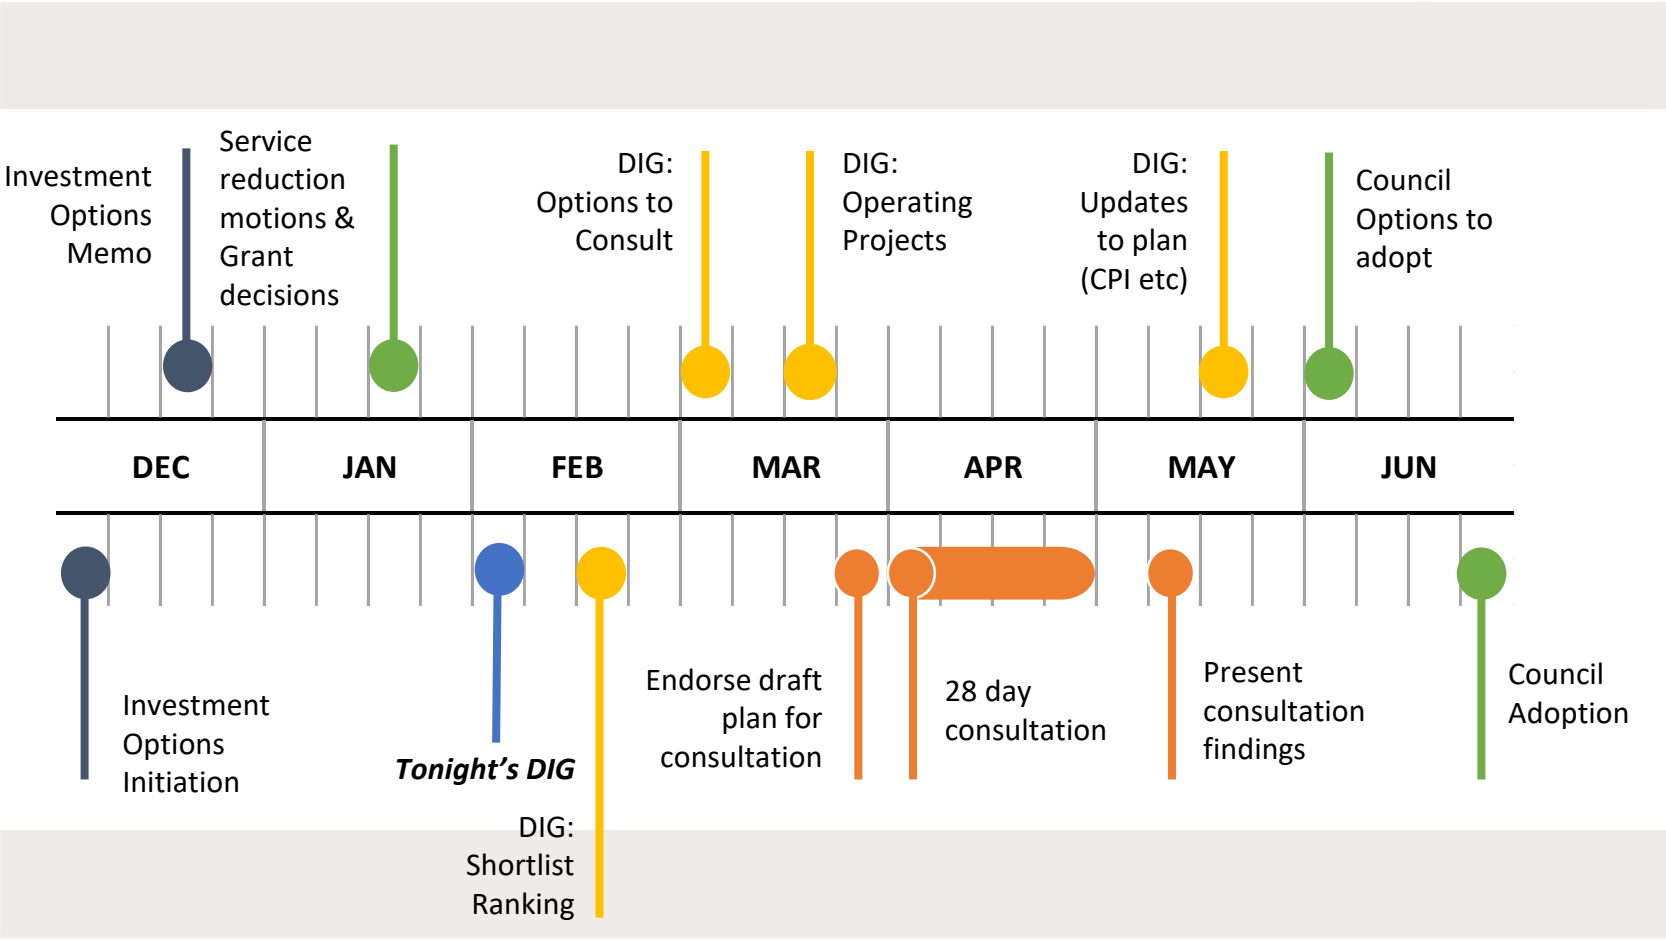 Investment
Options
Memo
Service
reduction
motions &
Grant
decisions
DIG:
Options to
Consult
DIG:
Operating
Projects
DIG:
Updates
to plan
(CPI etc)
Council
Options to
adopt
DEC
JAN
FEB
MAR
APR
MAY
JUN
Investment
Options
Initiation
Tonight's DIG
DIG:
Shortlist
Ranking
Endorse draft
plan for
consultation
28 day
consultation
Present
consultation
findings
Council
Adoption